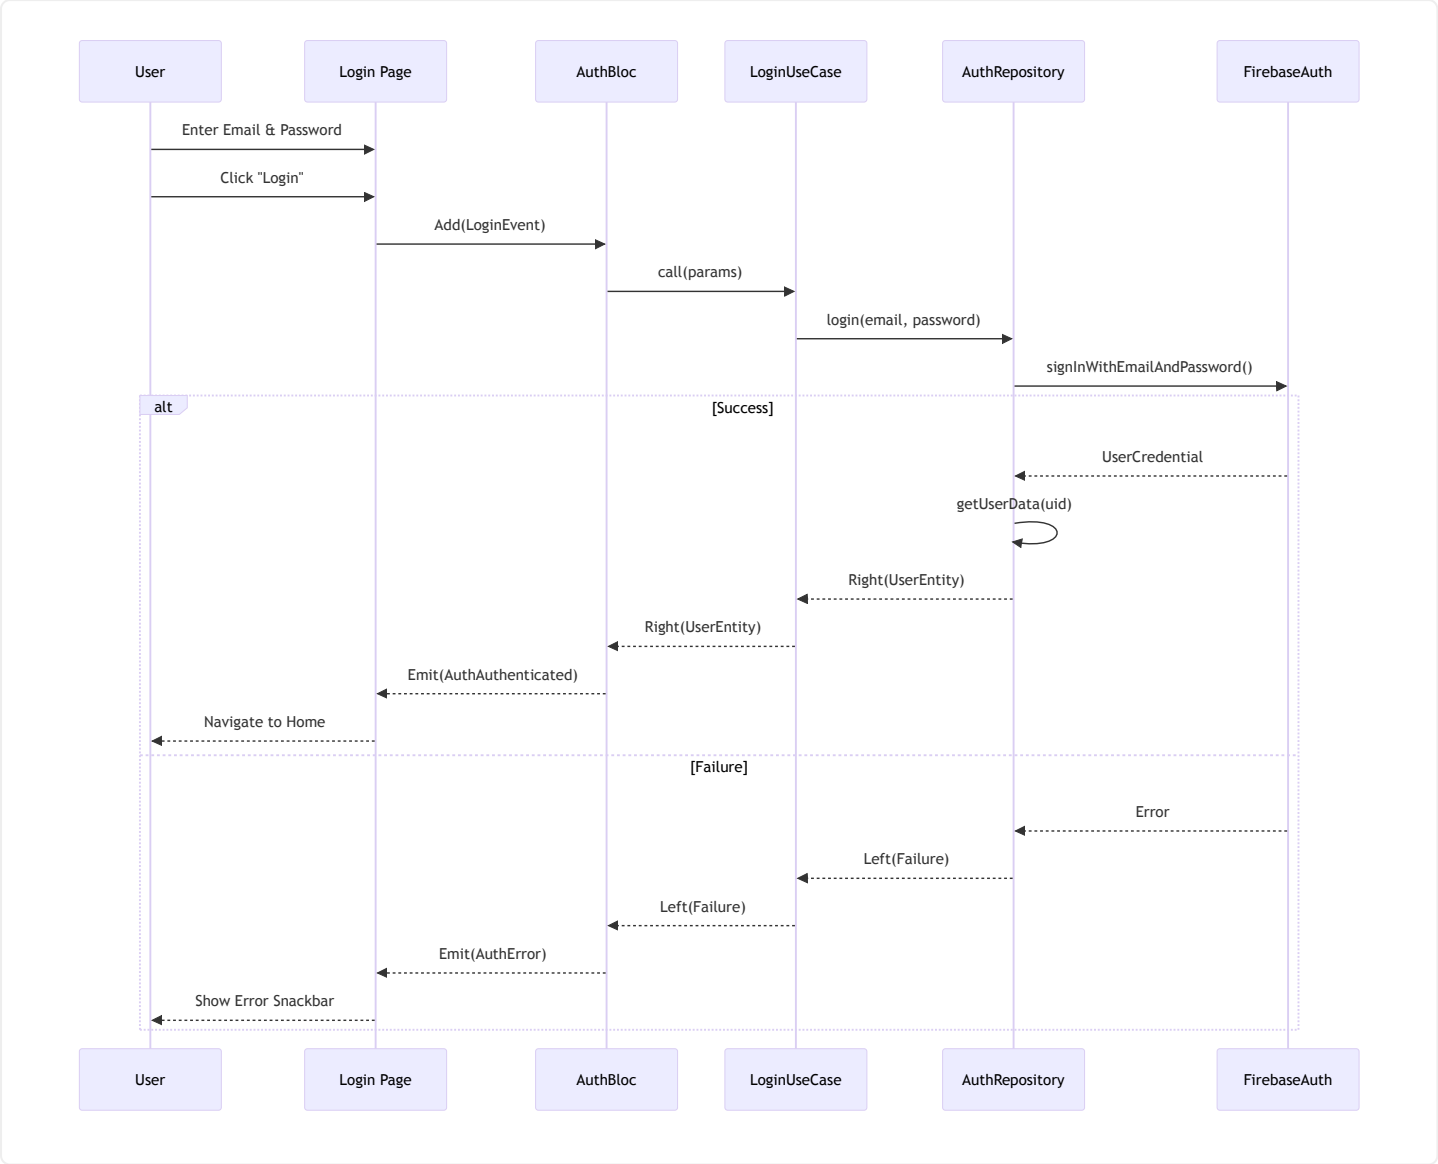 User
Login Page
AuthBloc
LoginUseCase
AuthRepository
FirebaseAuth
Enter Email & Password
Click "Login"
Add(LoginEvent)
call(params)
login(email, password)
signInWithEmailAndPassword()
alt
[Success]
UserCredential
getUserData(uid)
Right(UserEntity)
Right(UserEntity)
Emit(AuthAuthenticated)
Navigate to Home
[Failure]
Error
Left(Failure)
Left(Failure)
Emit(AuthError)
Show Error Snackbar
User
Login Page
AuthBloc
LoginUseCase
AuthRepository
FirebaseAuth